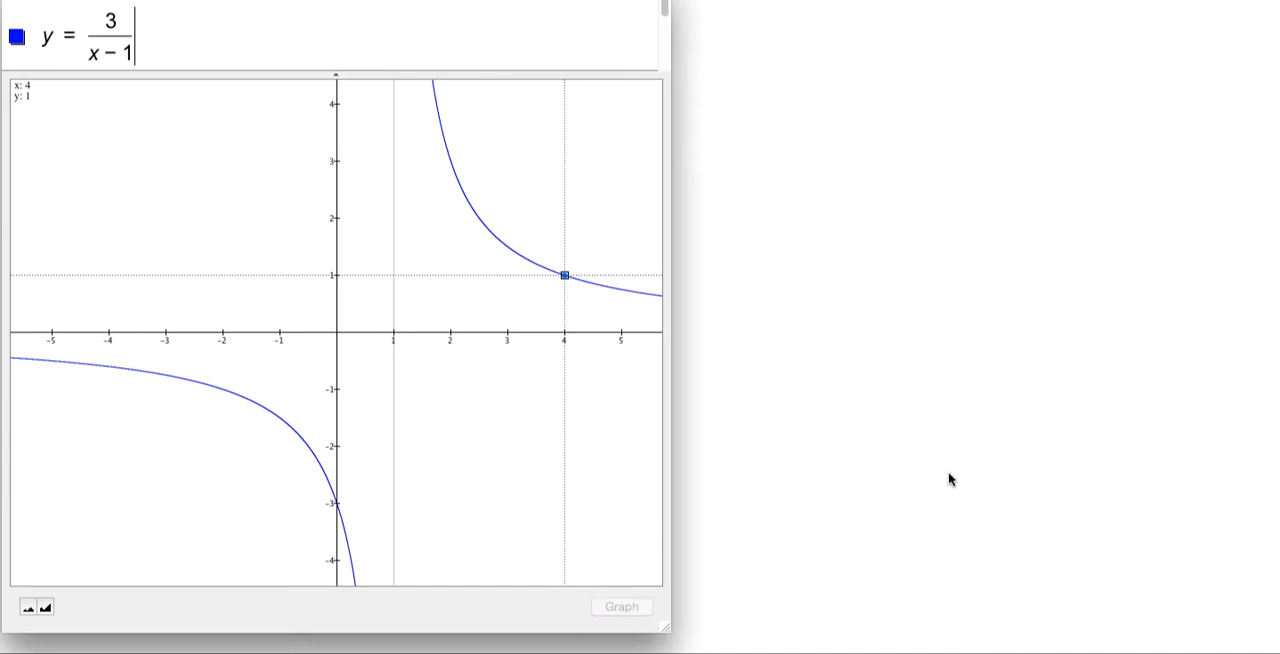 y = 3/(x − 1)
x: 4
y: 1
4
3
2
1
-5 -4 -3 -2 -1 1 2 3 4 5
-1
-2
-3
-4
Graph